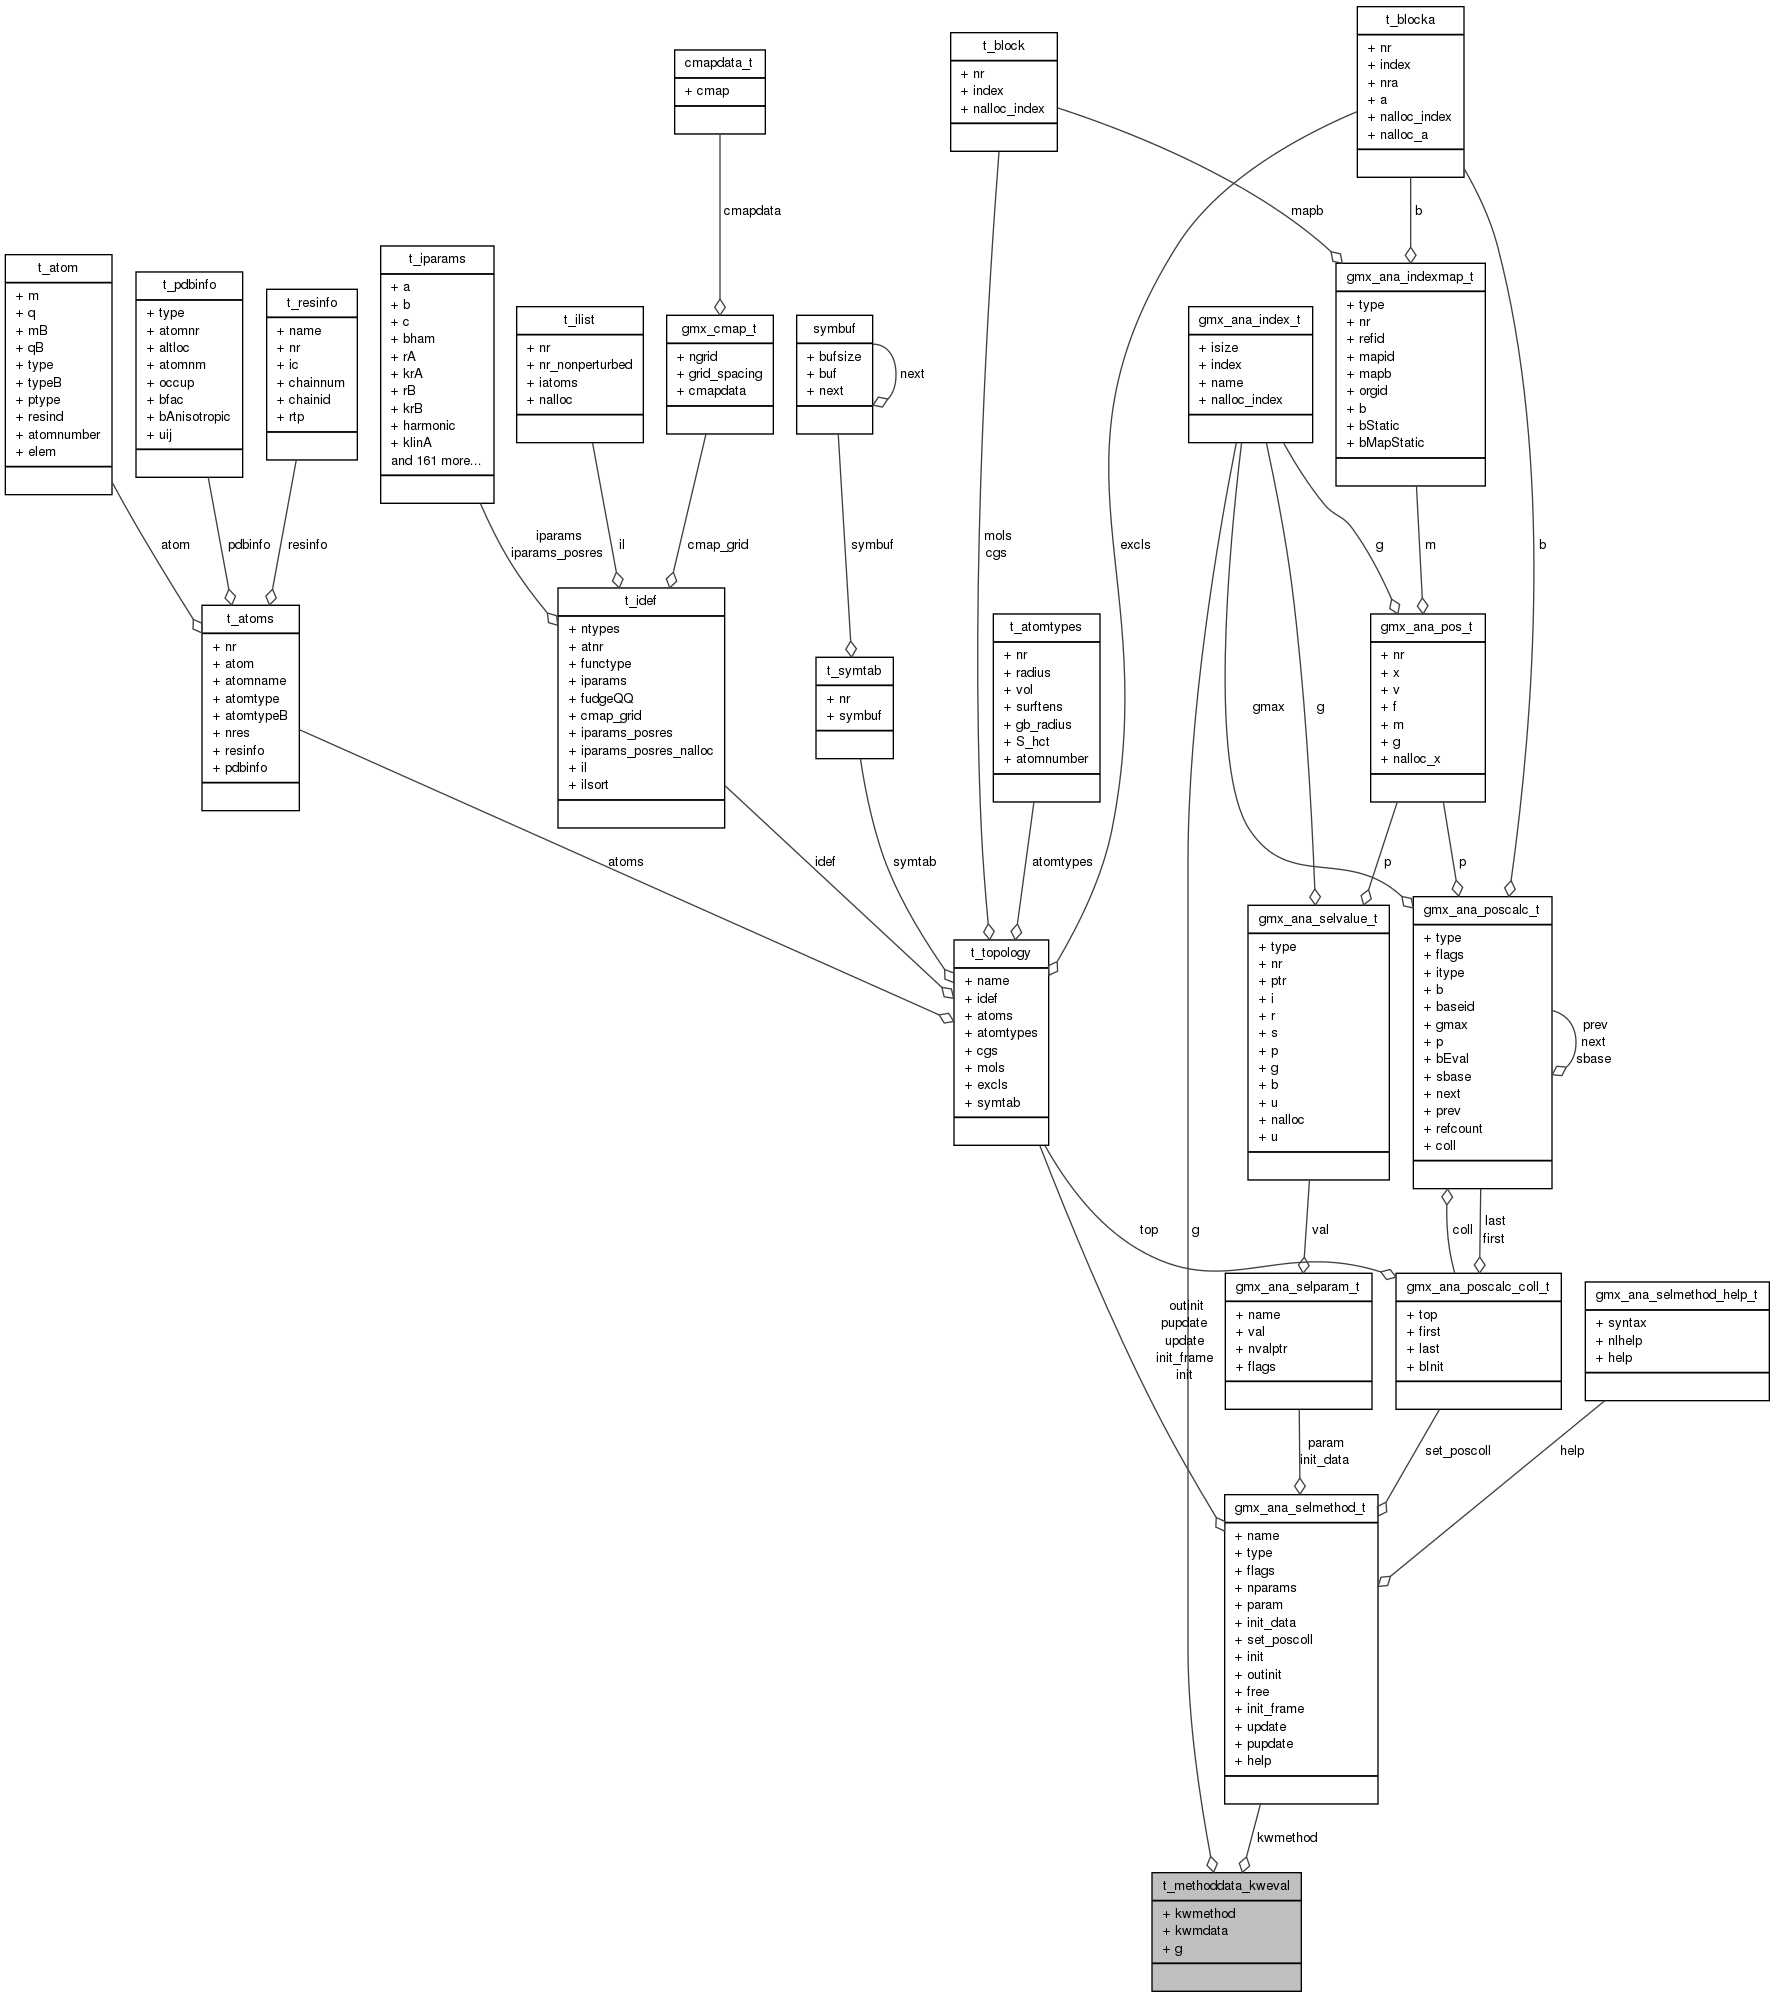 t_blocka
+ nr
+ index
+ nra
+ a
+ nalloc_index
+ nalloc_a
t_block
+ nr
+ index
+ nalloc_index
cmapdata_t
+ cmap
cmapdata
mapb
b
t_atom
+ m
+ q
+ mB
+ qB
+ type
+ typeB
+ ptype
+ resind
+ atomnumber
+ elem
t_pdbinfo
+ type
+ atomnr
+ altloc
+ atomnm
+ occup
+ bfac
+ bAnisotropic
+ uij
t_resinfo
+ name
+ nr
+ ic
+ chainnum
+ chainid
+ rtp
t_iparams
+ a
+ b
+ c
+ bham
+ rA
+ krA
+ rB
+ krB
+ harmonic
+ klinA
and 161 more...
t_ilist
+ nr
+ nr_nonperturbed
+ iatoms
+ nalloc
gmx_cmap_t
+ ngrid
+ grid_spacing
+ cmapdata
symbuf
+ bufsize
+ buf
+ next
next
gmx_ana_index_t
+ isize
+ index
+ name
+ nalloc_index
gmx_ana_indexmap_t
+ type
+ nr
+ refid
+ mapid
+ mapb
+ orgid
+ b
+ bStatic
+ bMapStatic
atom
pdbinfo
resinfo
iparams
iparams_posres
il
cmap_grid
symbuf
mols
cgs
excls
g
m
b
t_atoms
+ nr
+ atom
+ atomname
+ atomtype
+ atomtypeB
+ nres
+ resinfo
+ pdbinfo
t_idef
+ ntypes
+ atnr
+ functype
+ iparams
+ fudgeQQ
+ cmap_grid
+ iparams_posres
+ iparams_posres_nalloc
+ il
+ ilsort
t_symtab
+ nr
+ symbuf
t_atomtypes
+ nr
+ radius
+ vol
+ surftens
+ gb_radius
+ S_hct
+ atomnumber
gmx_ana_pos_t
+ nr
+ x
+ v
+ f
+ m
+ g
+ nalloc_x
gmax
g
atoms
idef
symtab
atomtypes
p
p
t_topology
+ name
+ idef
+ atoms
+ atomtypes
+ cgs
+ mols
+ excls
+ symtab
gmx_ana_selvalue_t
+ type
+ nr
+ ptr
+ i
+ r
+ s
+ p
+ g
+ b
+ u
+ nalloc
+ u
gmx_ana_poscalc_t
+ type
+ flags
+ itype
+ b
+ baseid
+ gmax
+ p
+ bEval
+ sbase
+ next
+ prev
+ refcount
+ coll
prev
next
sbase
top
g
val
coll
last
first
outinit
pupdate
update
init_frame
init
gmx_ana_selparam_t
+ name
+ val
+ nvalptr
+ flags
gmx_ana_poscalc_coll_t
+ top
+ first
+ last
+ bInit
gmx_ana_selmethod_help_t
+ syntax
+ nlhelp
+ help
param
init_data
set_poscoll
help
gmx_ana_selmethod_t
+ name
+ type
+ flags
+ nparams
+ param
+ init_data
+ set_poscoll
+ init
+ outinit
+ free
+ init_frame
+ update
+ pupdate
+ help
kwmethod
t_methoddata_kweval
+ kwmethod
+ kwmdata
+ g